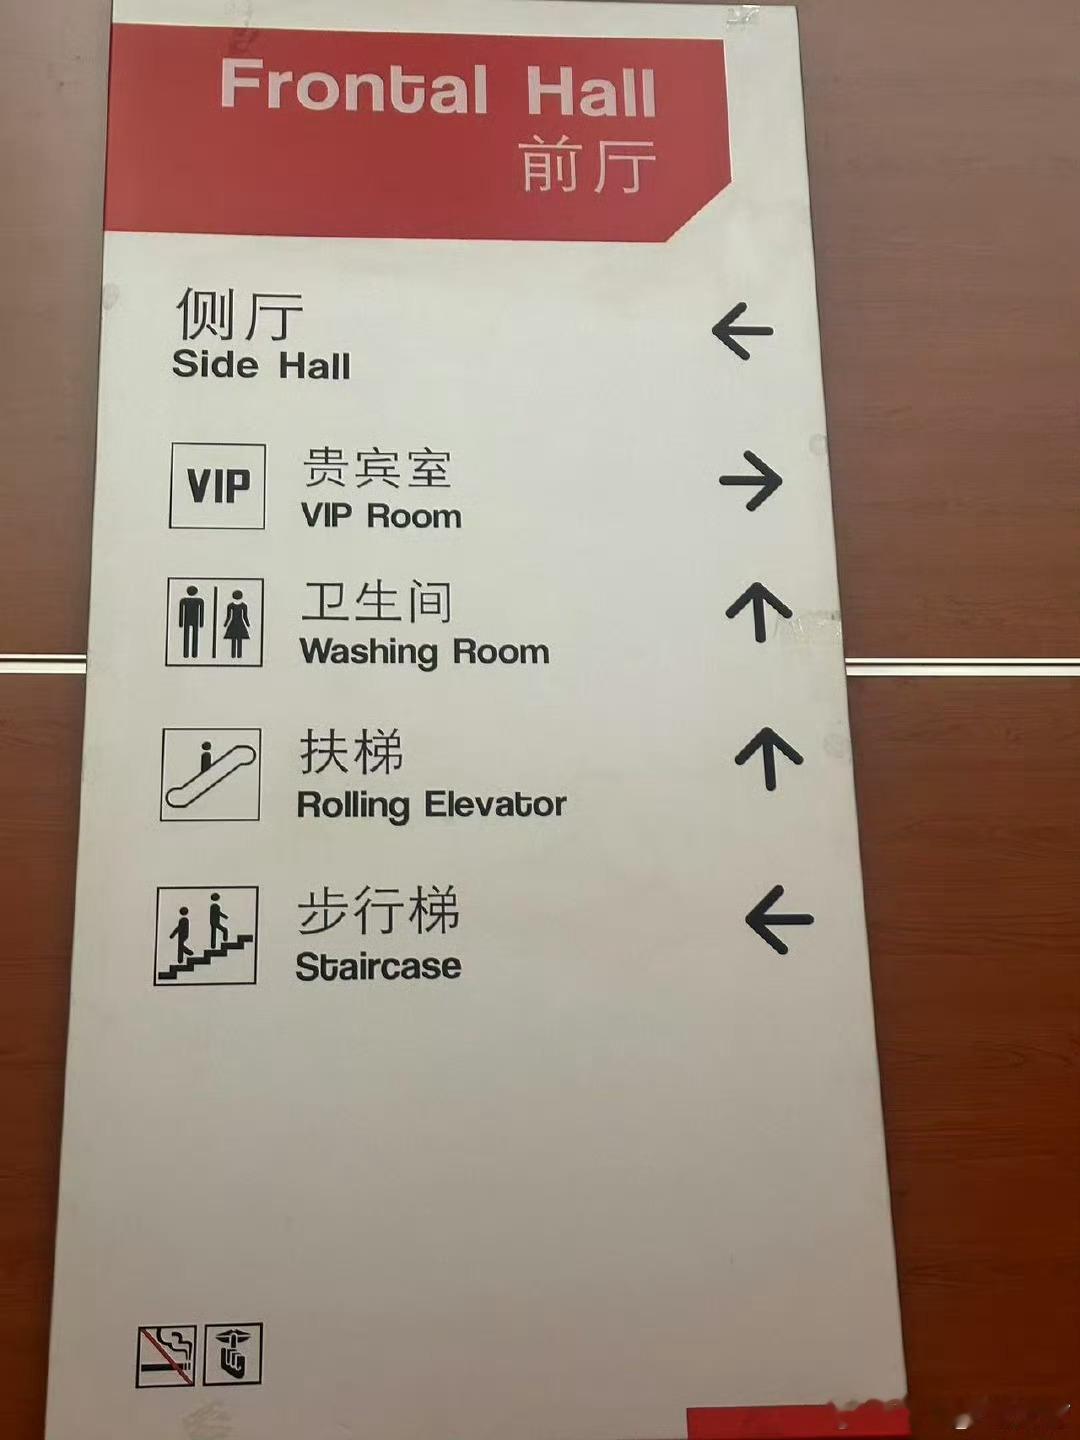 Frontal Hall
前厅
侧厅
Side Hall
VIP
贵宾室
VIP Room
卫生间
Washing Room
扶梯
Rolling Elevator
步行梯
Staircase